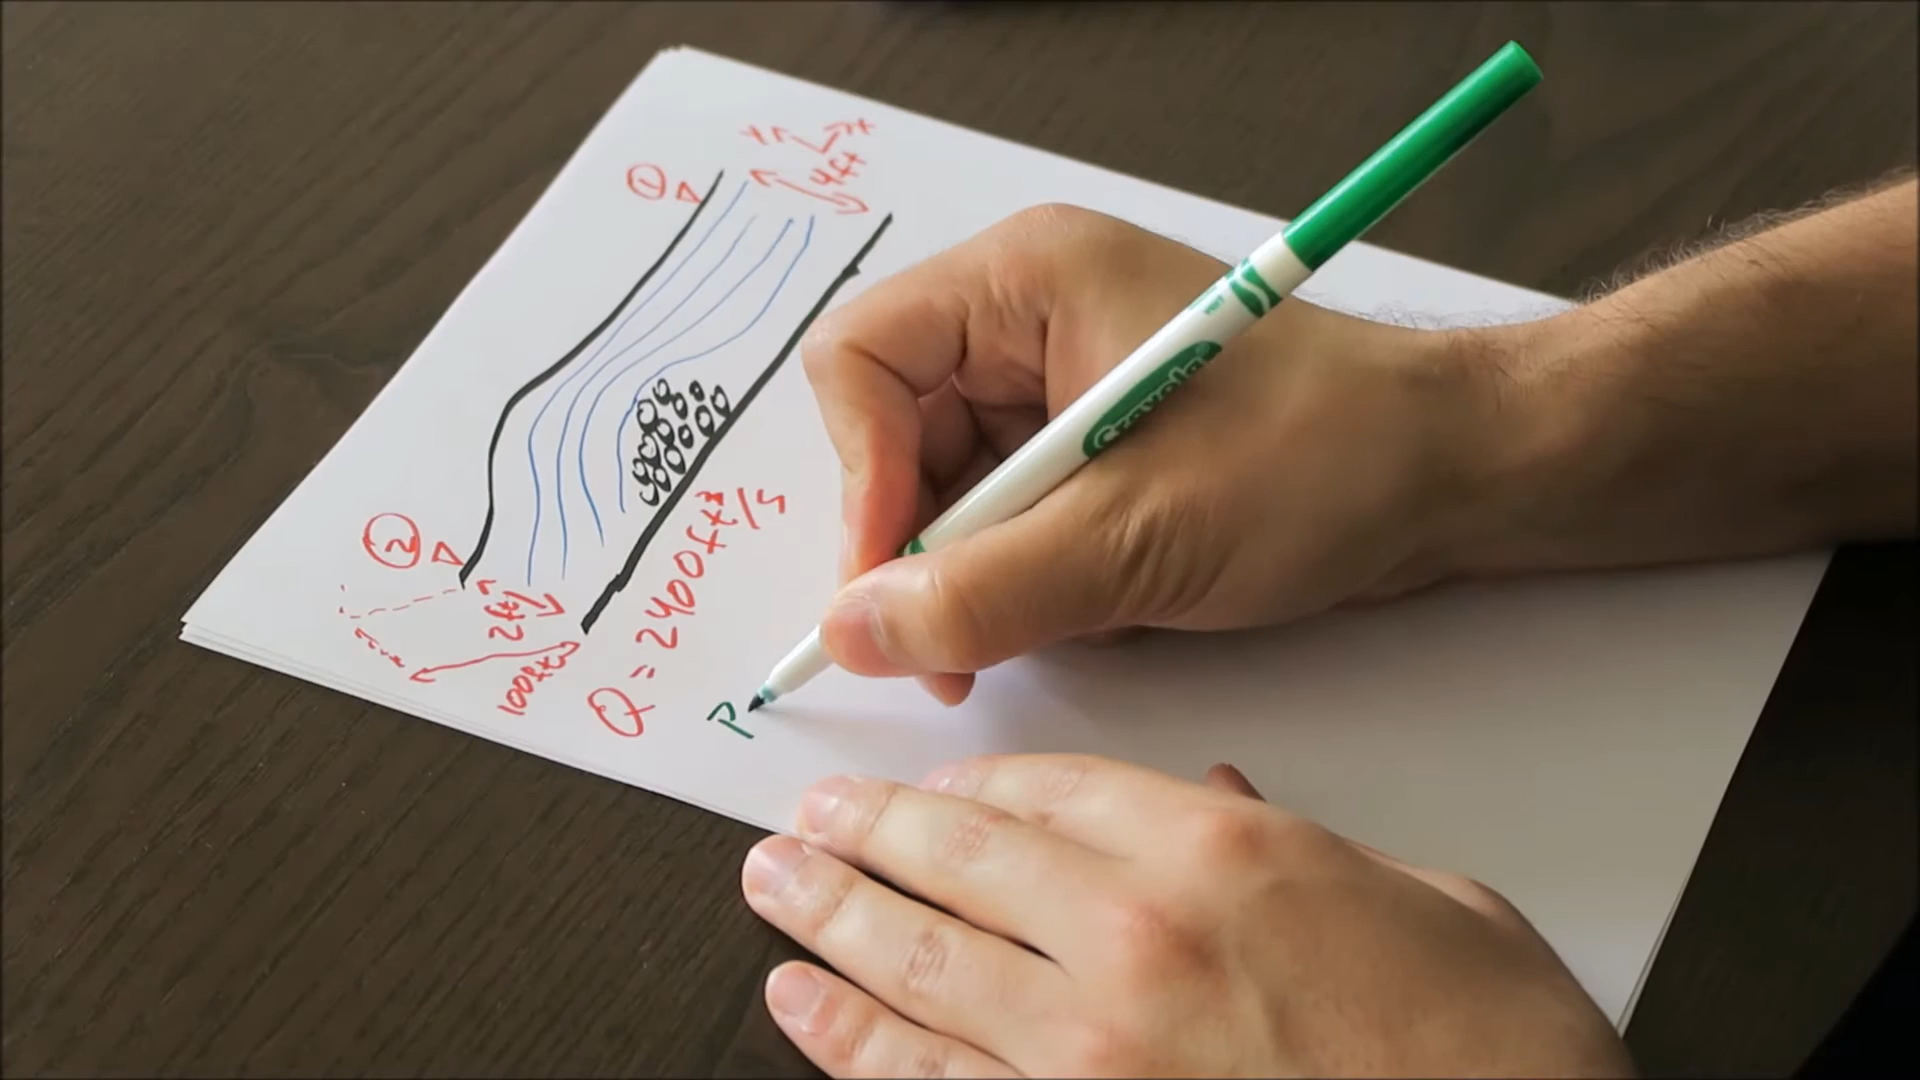 ①
Y X
4ft
②
2ft
100ft
Q = 2400ft³/s
P
Crayola